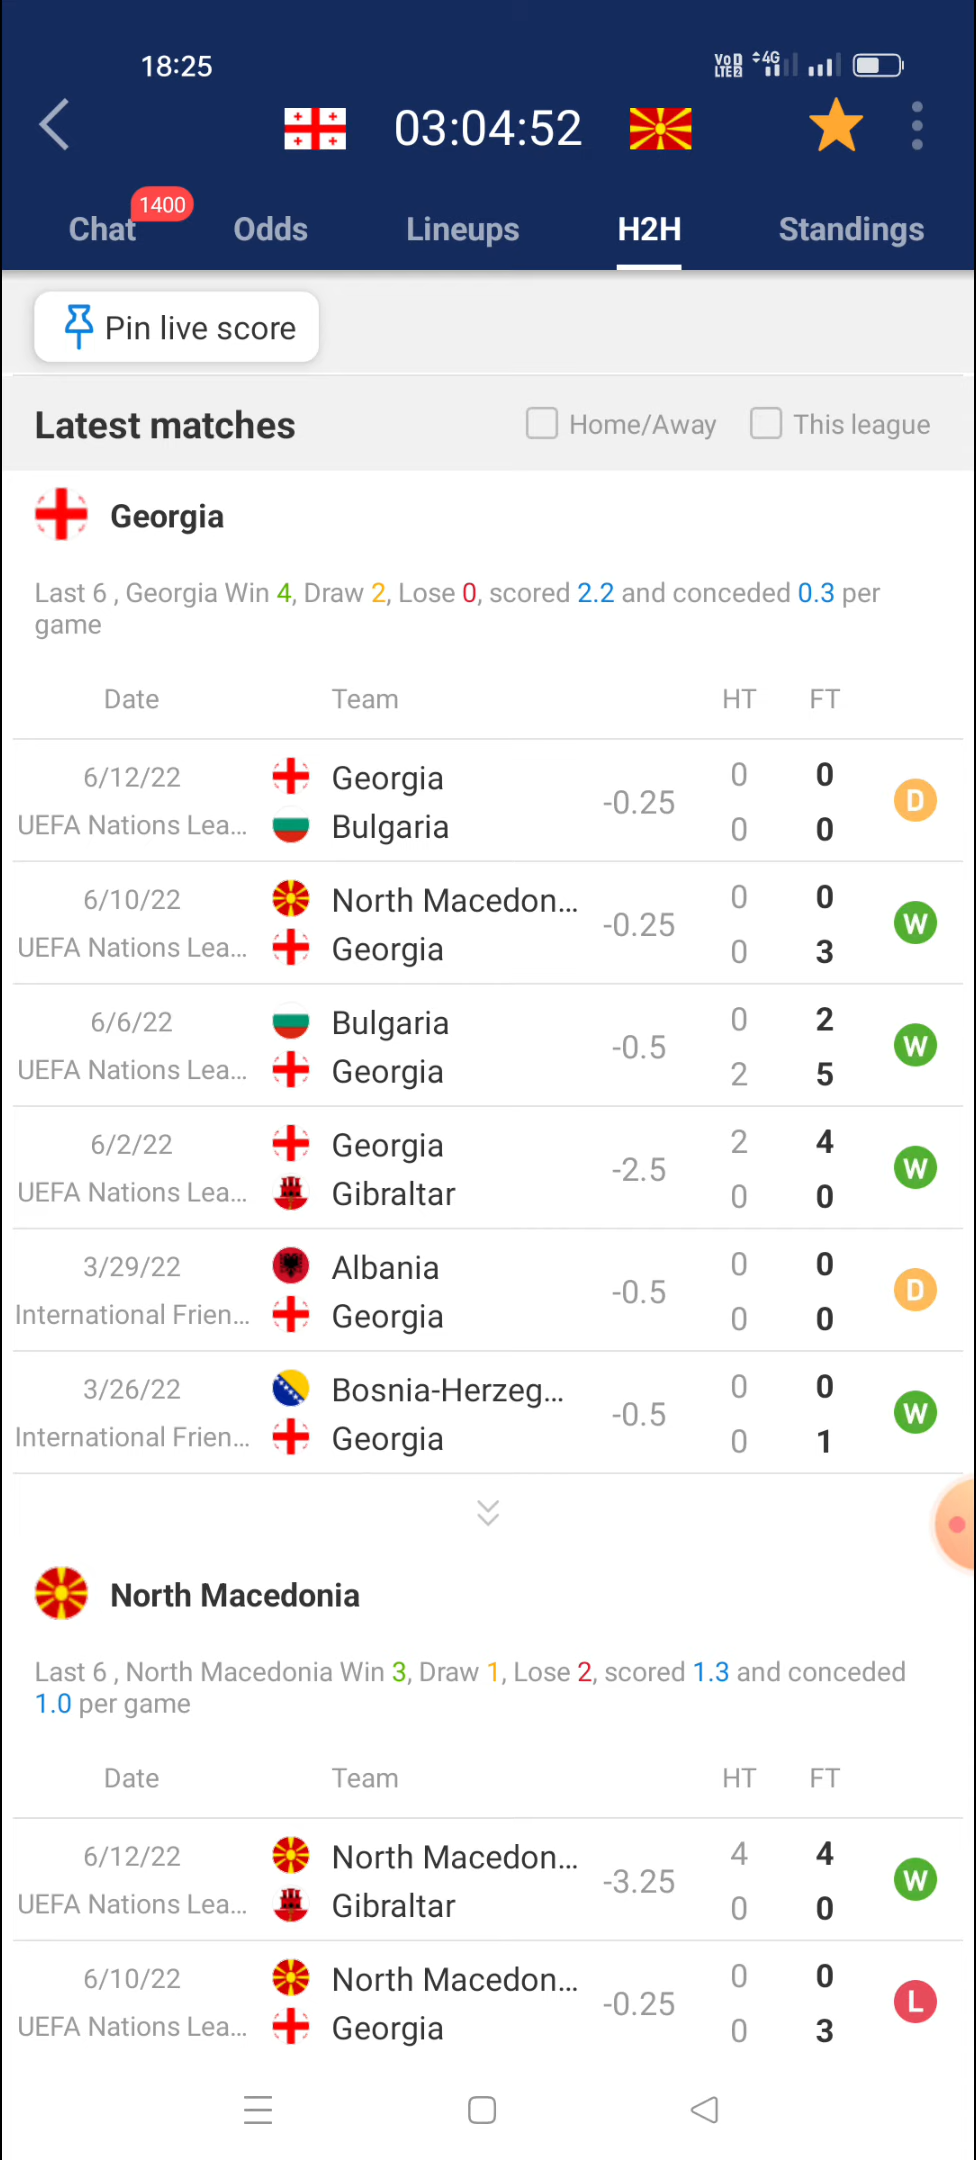 18:25
VoD LTE2 4G
03:04:52
1400
Chat Odds Lineups H2H Standings
Pin live score
Latest matches Home/Away This league
Georgia
Last 6 , Georgia Win 4, Draw 2, Lose 0, scored 2.2 and conceded 0.3 per
game
Date Team HT FT
6/12/22 Georgia 0 0
UEFA Nations Lea... Bulgaria -0.25 0 0 D
6/10/22 North Macedon... 0 0
UEFA Nations Lea... Georgia -0.25 0 3 W
6/6/22 Bulgaria 0 2
UEFA Nations Lea... Georgia -0.5 2 5 W
6/2/22 Georgia 2 4
UEFA Nations Lea... Gibraltar -2.5 0 0 W
3/29/22 Albania 0 0
International Frien... Georgia -0.5 0 0 D
3/26/22 Bosnia-Herzeg... 0 0
International Frien... Georgia -0.5 0 1 W
North Macedonia
Last 6 , North Macedonia Win 3, Draw 1, Lose 2, scored 1.3 and conceded
1.0 per game
Date Team HT FT
6/12/22 North Macedon... 4 4
UEFA Nations Lea... Gibraltar -3.25 0 0 W
6/10/22 North Macedon... 0 0
UEFA Nations Lea... Georgia -0.25 0 3 L